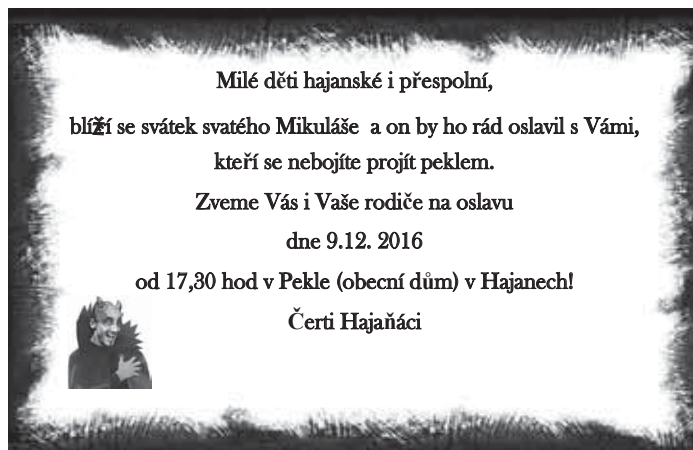 Milé děti hajanské i přespolní,
blíží se svátek svatého Mikuláše a on by ho rád oslavil s Vámi,
kteří se nebojíte projít peklem.
Zveme Vás i Vaše rodiče na oslavu
dne 9.12. 2016
od 17,30 hod v Pekle (obecní dům) v Hajanech!
Čerti Hajaňáci